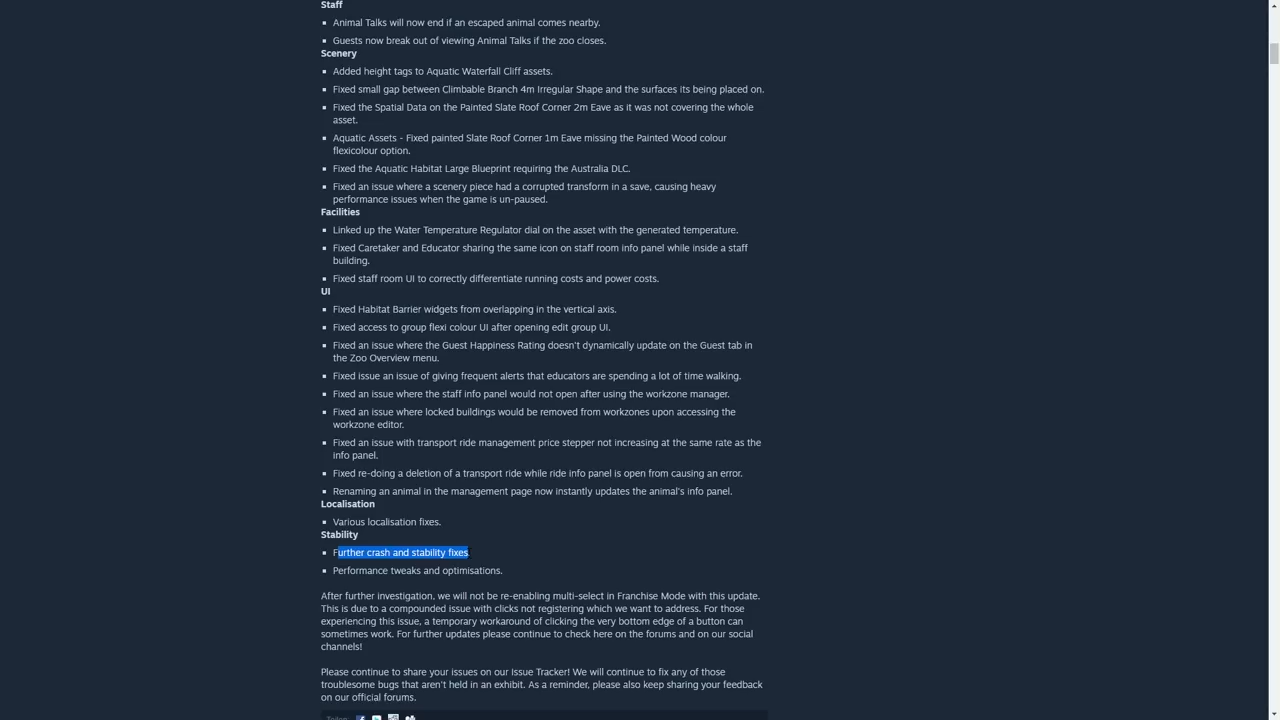 Staff
Animal Talks will now end if an escaped animal comes nearby.
Guests now break out of viewing Animal Talks if the zoo closes.
Scenery
Added height tags to Aquatic Waterfall Cliff assets.
Fixed small gap between Climbable Branch 4m Irregular Shape and the surfaces its being placed on.
Fixed the Spatial Data on the Painted Slate Roof Corner 2m Eave as it was not covering the whole
asset.
Aquatic Assets - Fixed painted Slate Roof Corner 1m Eave missing the Painted Wood colour
flexicolour option.
Fixed the Aquatic Habitat Large Blueprint requiring the Australia DLC.
Fixed an issue where a scenery piece had a corrupted transform in a save, causing heavy
performance issues when the game is un-paused.
Facilities
Linked up the Water Temperature Regulator dial on the asset with the generated temperature.
Fixed Caretaker and Educator sharing the same icon on staff room info panel while inside a staff
building.
Fixed staff room UI to correctly differentiate running costs and power costs.
UI
Fixed Habitat Barrier widgets from overlapping in the vertical axis.
Fixed access to group flexi colour UI after opening edit group UI.
Fixed an issue where the Guest Happiness Rating doesn't dynamically update on the Guest tab in
the Zoo Overview menu.
Fixed issue an issue of giving frequent alerts that educators are spending a lot of time walking.
Fixed an issue where the staff info panel would not open after using the workzone manager.
Fixed an issue where locked buildings would be removed from workzones upon accessing the
workzone editor.
Fixed an issue with transport ride management price stepper not increasing at the same rate as the
info panel.
Fixed re-doing a deletion of a transport ride while ride info panel is open from causing an error.
Renaming an animal in the management page now instantly updates the animal's info panel.
Localisation
Various localisation fixes.
Stability
Further crash and stability fixes.
Performance tweaks and optimisations.
After further investigation, we will not be re-enabling multi-select in Franchise Mode with this update.
This is due to a compounded issue with clicks not registering which we want to address. For those
experiencing this issue, a temporary workaround of clicking the very bottom edge of a button can
sometimes work. For further updates please continue to check here on the forums and on our social
channels!
Please continue to share your issues on our Issue Tracker! We will continue to fix any of those
troublesome bugs that aren't held in an exhibit. As a reminder, please also keep sharing your feedback
on our official forums.